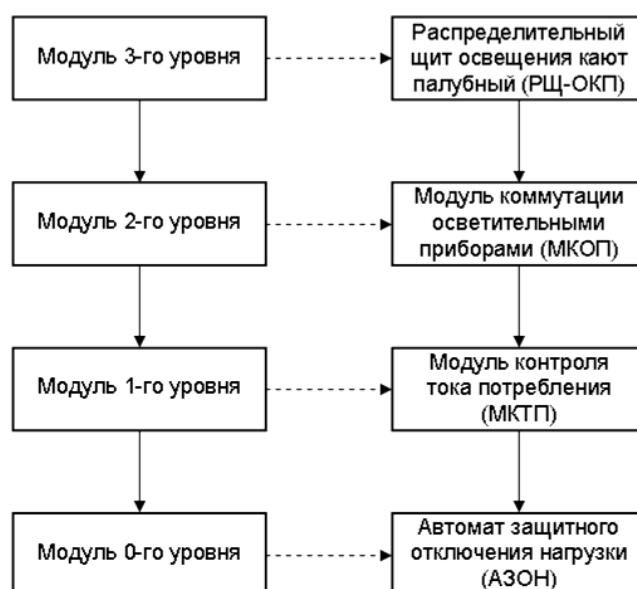 Модуль 3-го уровня
Распределительный
щит освещения кают
палубный (РЩ-ОКП)
Модуль 2-го уровня
Модуль коммутации
осветительными
приборами (МКОП)
Модуль 1-го уровня
Модуль контроля
тока потребления
(МКТП)
Модуль 0-го уровня
Автомат защитного
отключения нагрузки
(АЗОН)